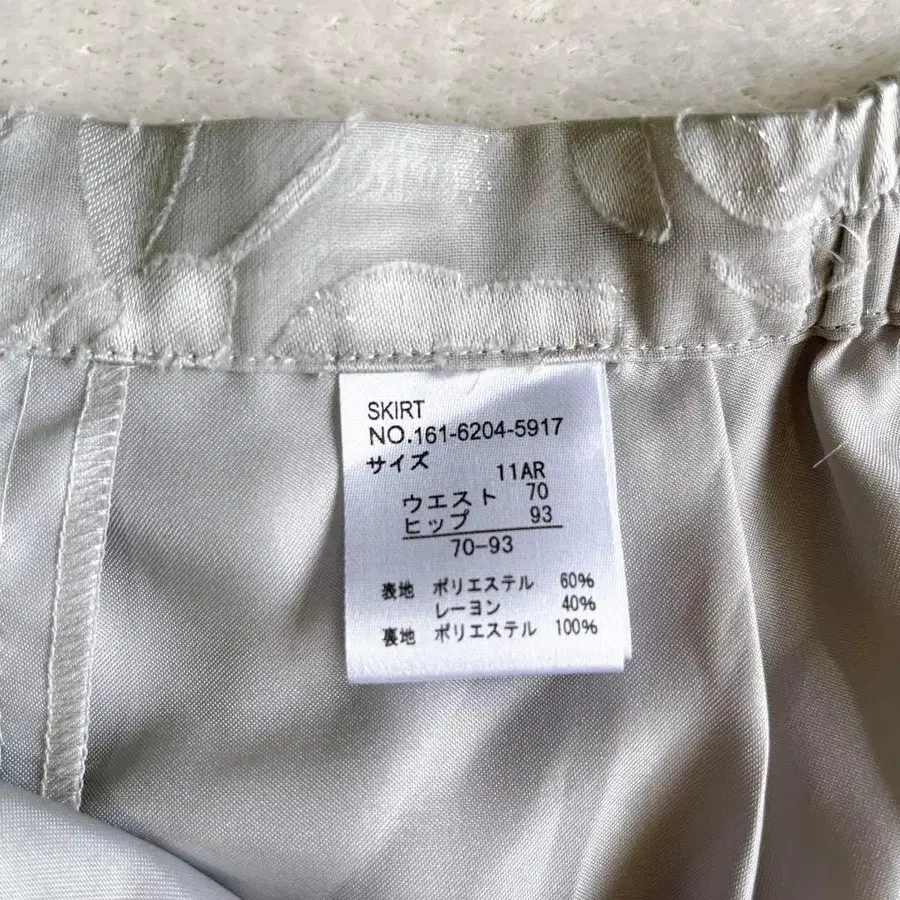 SKIRT
NO.161-6204-5917
サイズ
11AR
ウエスト 70
ヒップ 93
70-93
表地 ポリエステル 60%
レーヨン 40%
裏地 ポリエステル 100%